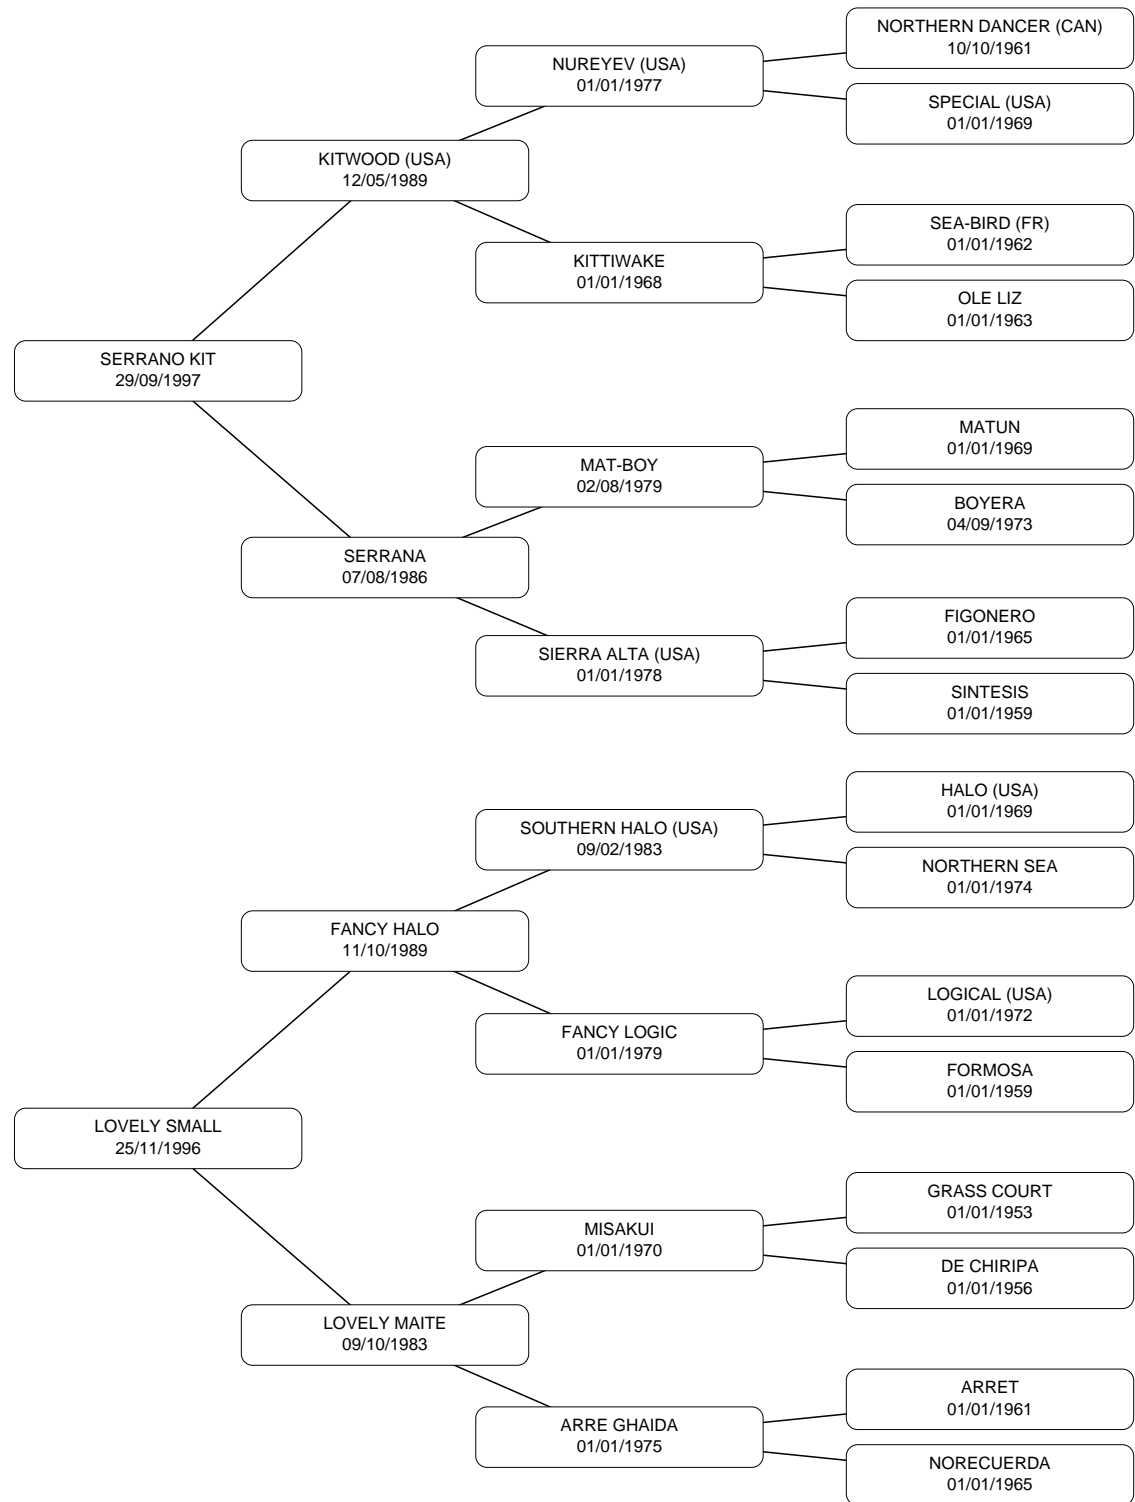 NORTHERN DANCER (CAN)
10/10/1961
NUREYEV (USA)
01/01/1977
SPECIAL (USA)
01/01/1969
KITWOOD (USA)
12/05/1989
SEA-BIRD (FR)
01/01/1962
KITTIWAKE
01/01/1968
OLE LIZ
01/01/1963
SERRANO KIT
29/09/1997
MATUN
01/01/1969
MAT-BOY
02/08/1979
BOYERA
04/09/1973
SERRANA
07/08/1986
FIGONERO
01/01/1965
SIERRA ALTA (USA)
01/01/1978
SINTESIS
01/01/1959
HALO (USA)
01/01/1969
SOUTHERN HALO (USA)
09/02/1983
NORTHERN SEA
01/01/1974
FANCY HALO
11/10/1989
LOGICAL (USA)
01/01/1972
FANCY LOGIC
01/01/1979
FORMOSA
01/01/1959
LOVELY SMALL
25/11/1996
GRASS COURT
01/01/1953
MISAKUI
01/01/1970
DE CHIRIPA
01/01/1956
LOVELY MAITE
09/10/1983
ARRET
01/01/1961
ARRE GHAIDA
01/01/1975
NORECUERDA
01/01/1965